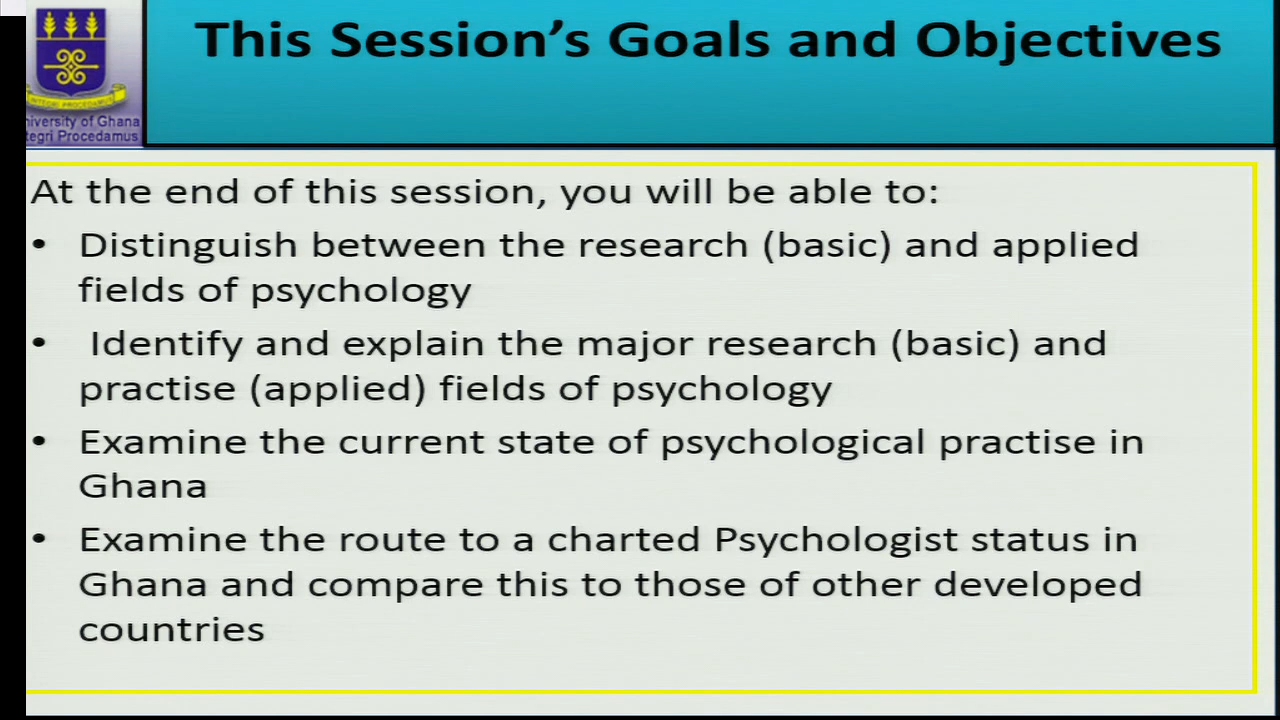 This Session's Goals and Objectives
INTEGRI PROCEDAMUS
niversity of Ghana
tegri Procedamus
At the end of this session, you will be able to:
• Distinguish between the research (basic) and applied
fields of psychology
• Identify and explain the major research (basic) and
practise (applied) fields of psychology
• Examine the current state of psychological practise in
Ghana
• Examine the route to a charted Psychologist status in
Ghana and compare this to those of other developed
countries